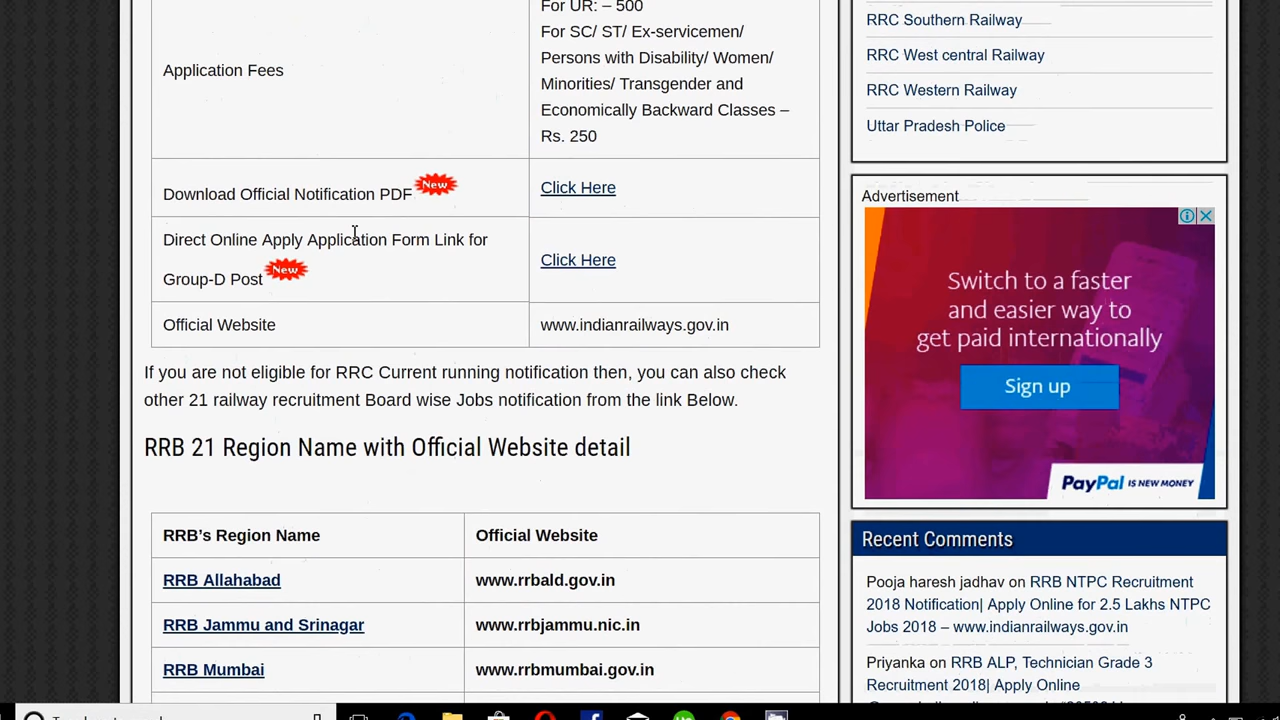 For UR: – 500
For SC/ ST/ Ex-servicemen/
Persons with Disability/ Women/
Minorities/ Transgender and
Economically Backward Classes –
Rs. 250
Application Fees
Download Official Notification PDF New
Click Here
Direct Online Apply Application Form Link for
Group-D Post New
Click Here
Official Website
www.indianrailways.gov.in
If you are not eligible for RRC Current running notification then, you can also check
other 21 railway recruitment Board wise Jobs notification from the link Below.
RRB 21 Region Name with Official Website detail
RRB's Region Name
Official Website
RRB Allahabad
www.rrbald.gov.in
RRB Jammu and Srinagar
www.rrbjammu.nic.in
RRB Mumbai
www.rrbmumbai.gov.in
RRC Southern Railway
RRC West central Railway
RRC Western Railway
Uttar Pradesh Police
Advertisement
Switch to a faster
and easier way to
get paid internationally
Sign up
PayPal IS NEW MONEY
Recent Comments
Pooja haresh jadhav on RRB NTPC Recruitment
2018 Notification| Apply Online for 2.5 Lakhs NTPC
Jobs 2018 – www.indianrailways.gov.in
Priyanka on RRB ALP, Technician Grade 3
Recruitment 2018| Apply Online